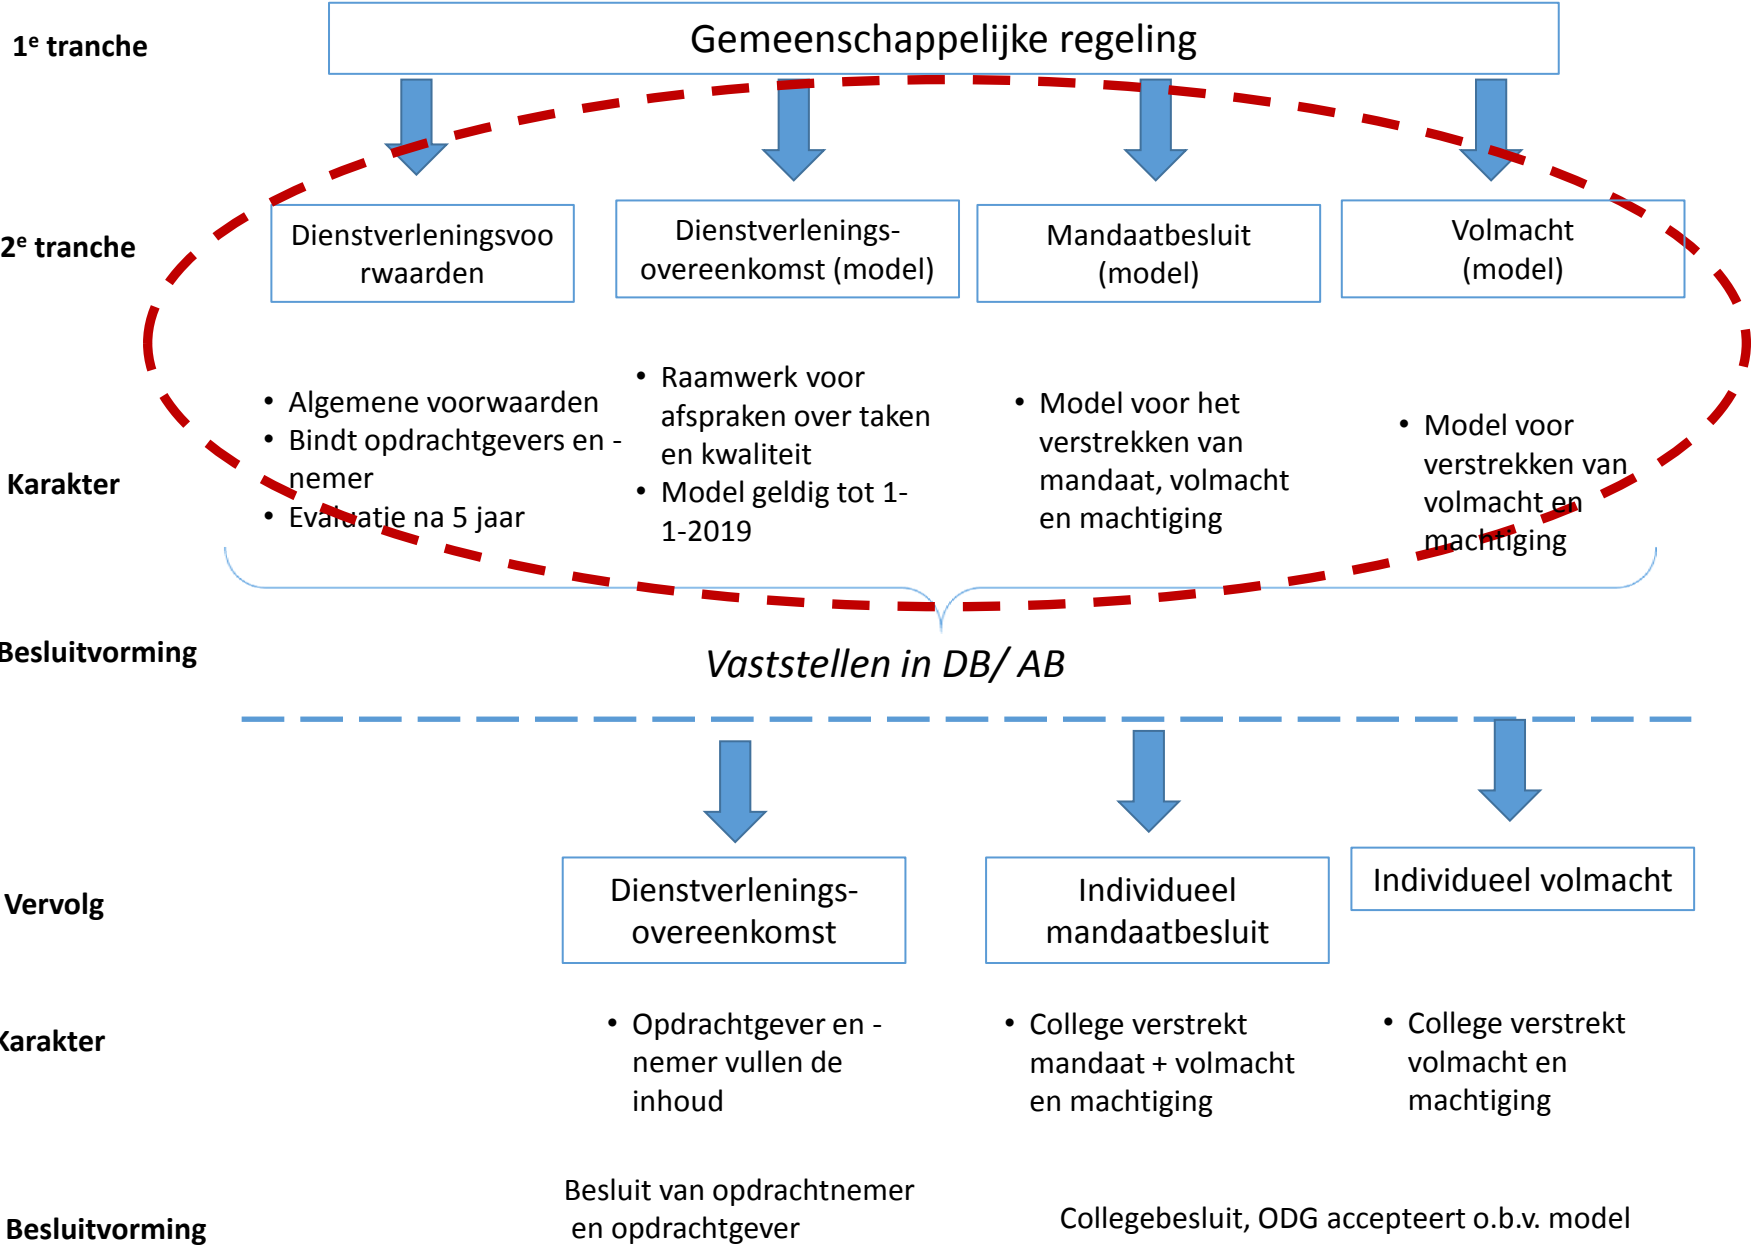 1e tranche
Gemeenschappelijke regeling
2e tranche
Dienstverleningsvoo
rwaarden
Dienstverlenings-
overeenkomst (model)
Mandaatbesluit
(model)
Volmacht
(model)
Karakter
• Algemene voorwaarden
• Bindt opdrachtgevers en -
nemer
• Evaluatie na 5 jaar
• Raamwerk voor
afspraken over taken
en kwaliteit
• Model geldig tot 1-
1-2019
• Model voor het
verstrekken van
mandaat, volmacht
en machtiging
• Model voor
verstrekken van
volmacht en
machtiging
Besluitvorming
Vaststellen in DB/ AB
Vervolg
Dienstverlenings-
overeenkomst
Individueel
mandaatbesluit
Individueel volmacht
Karakter
• Opdrachtgever en -
nemer vullen de
inhoud
• College verstrekt
mandaat + volmacht
en machtiging
• College verstrekt
volmacht en
machtiging
Besluitvorming
Besluit van opdrachtnemer
en opdrachtgever
Collegebesluit, ODG accepteert o.b.v. model